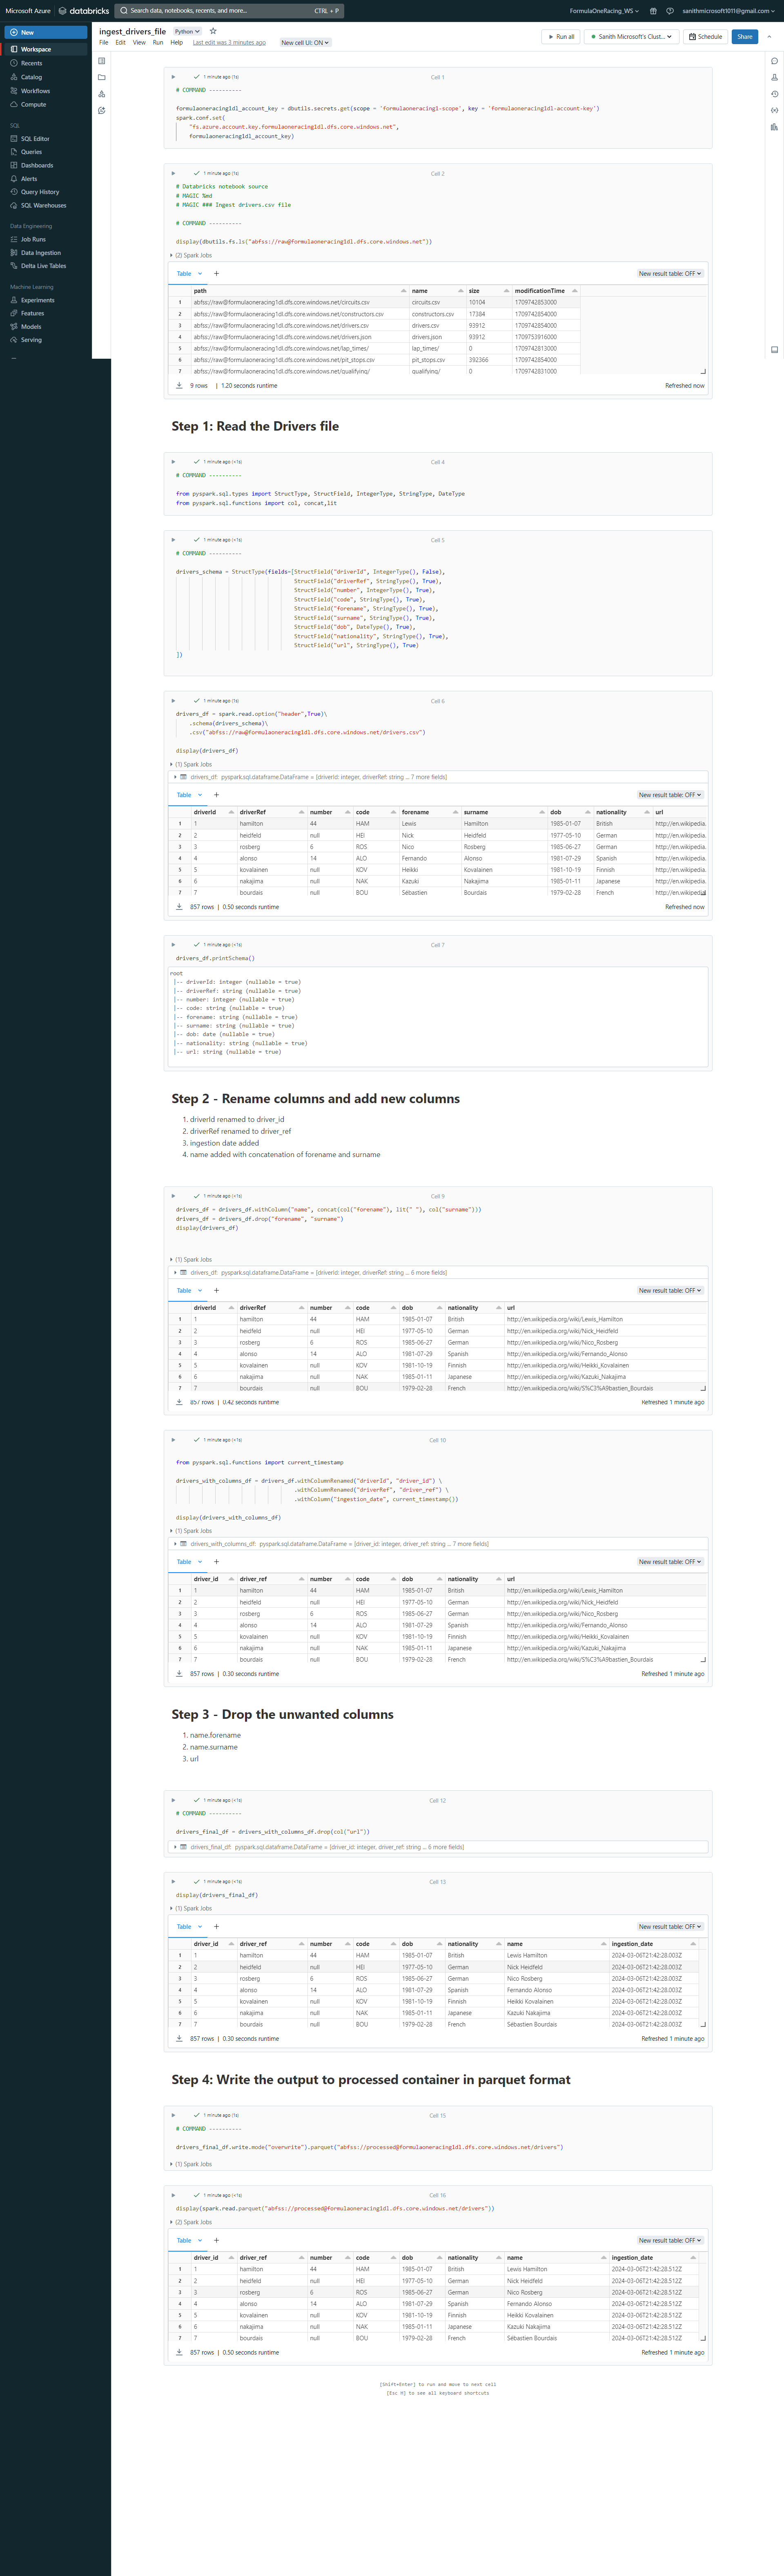 Microsoft Azure databricks Search data, notebooks, recents, and more... CTRL + P FormulaOneRacing_WS sanithmicrosoft1011@gmail.com
New
Workspace
Recents
Catalog
Workflows
Compute
SQL
SQL Editor
Queries
Dashboards
Alerts
Query History
SQL Warehouses
Data Engineering
Job Runs
Data Ingestion
Delta Live Tables
Machine Learning
Experiments
Features
Models
Serving
ingest_drivers_file Python
File Edit View Run Help Last edit was 3 minutes ago New cell UI: ON
Run all Sanith Microsoft's Clust... Schedule Share
1 minute ago (1s) Cell 1
# COMMAND ----------
formulaoneracingldl_account_key = dbutils.secrets.get(scope = 'formulaoneracingl-scope', key = 'formulaoneracingldl-account-key')
spark.conf.set(
"fs.azure.account.key.formulaoneracingldl.dfs.core.windows.net",
formulaoneracingldl_account_key)
1 minute ago (1s) Cell 2
# Databricks notebook source
# MAGIC %md
# MAGIC ### Ingest drivers.csv file
# COMMAND ----------
display(dbutils.fs.ls("abfss://raw@formulaoneracingldl.dfs.core.windows.net"))
(2) Spark Jobs
Table + New result table: OFF
path name size modificationTime
1 abfss://raw@formulaoneracing1dl.dfs.core.windows.net/circuits.csv circuits.csv 10104 1709742853000
2 abfss://raw@formulaoneracing1dl.dfs.core.windows.net/constructors.csv constructors.csv 17384 1709742854000
3 abfss://raw@formulaoneracing1dl.dfs.core.windows.net/drivers.csv drivers.csv 93912 1709742854000
4 abfss://raw@formulaoneracing1dl.dfs.core.windows.net/drivers.json drivers.json 93912 1709753916000
5 abfss://raw@formulaoneracing1dl.dfs.core.windows.net/lap_times/ lap_times/ 0 1709742813000
6 abfss://raw@formulaoneracing1dl.dfs.core.windows.net/pit_stops.csv pit_stops.csv 392366 1709742854000
7 abfss://raw@formulaoneracing1dl.dfs.core.windows.net/qualifying/ qualifying/ 0 1709742831000
9 rows | 1.20 seconds runtime Refreshed now
Step 1: Read the Drivers file
1 minute ago (<1s) Cell 4
# COMMAND ----------
from pyspark.sql.types import StructType, StructField, IntegerType, StringType, DateType
from pyspark.sql.functions import col, concat,lit
1 minute ago (<1s) Cell 5
# COMMAND ----------
drivers_schema = StructType(fields=[StructField("driverId", IntegerType(), False),
StructField("driverRef", StringType(), True),
StructField("number", IntegerType(), True),
StructField("code", StringType(), True),
StructField("forename", StringType(), True),
StructField("surname", StringType(), True),
StructField("dob", DateType(), True),
StructField("nationality", StringType(), True),
StructField("url", StringType(), True)
])
1 minute ago (1s) Cell 6
drivers_df = spark.read.option("header",True)\
.schema(drivers_schema)\
.csv("abfss://raw@formulaoneracingldl.dfs.core.windows.net/drivers.csv")
display(drivers_df)
(1) Spark Jobs
drivers_df: pyspark.sql.dataframe.DataFrame = [driverId: integer, driverRef: string ... 7 more fields]
Table + New result table: OFF
driverId driverRef number code forename surname dob nationality url
1 1 hamilton 44 HAM Lewis Hamilton 1985-01-07 British http://en.wikipedia.
2 2 heidfeld null HEI Nick Heidfeld 1977-05-10 German http://en.wikipedia.
3 3 rosberg 6 ROS Nico Rosberg 1985-06-27 German http://en.wikipedia.
4 4 alonso 14 ALO Fernando Alonso 1981-07-29 Spanish http://en.wikipedia.
5 5 kovalainen null KOV Heikki Kovalainen 1981-10-19 Finnish http://en.wikipedia.
6 6 nakajima null NAK Kazuki Nakajima 1985-01-11 Japanese http://en.wikipedia.
7 7 bourdais null BOU Sébastien Bourdais 1979-02-28 French http://en.wikipedia.
857 rows | 0.50 seconds runtime Refreshed now
1 minute ago (<1s) Cell 7
drivers_df.printSchema()
root
|-- driverId: integer (nullable = true)
|-- driverRef: string (nullable = true)
|-- number: integer (nullable = true)
|-- code: string (nullable = true)
|-- forename: string (nullable = true)
|-- surname: string (nullable = true)
|-- dob: date (nullable = true)
|-- nationality: string (nullable = true)
|-- url: string (nullable = true)
Step 2 - Rename columns and add new columns
1. driverId renamed to driver_id
2. driverRef renamed to driver_ref
3. ingestion date added
4. name added with concatenation of forename and surname
1 minute ago (<1s) Cell 9
drivers_df = drivers_df.withColumn("name", concat(col("forename"), lit(" "), col("surname")))
drivers_df = drivers_df.drop("forename", "surname")
display(drivers_df)
(1) Spark Jobs
drivers_df: pyspark.sql.dataframe.DataFrame = [driverId: integer, driverRef: string ... 6 more fields]
Table + New result table: OFF
driverId driverRef number code dob nationality url
1 1 hamilton 44 HAM 1985-01-07 British http://en.wikipedia.org/wiki/Lewis_Hamilton
2 2 heidfeld null HEI 1977-05-10 German http://en.wikipedia.org/wiki/Nick_Heidfeld
3 3 rosberg 6 ROS 1985-06-27 German http://en.wikipedia.org/wiki/Nico_Rosberg
4 4 alonso 14 ALO 1981-07-29 Spanish http://en.wikipedia.org/wiki/Fernando_Alonso
5 5 kovalainen null KOV 1981-10-19 Finnish http://en.wikipedia.org/wiki/Heikki_Kovalainen
6 6 nakajima null NAK 1985-01-11 Japanese http://en.wikipedia.org/wiki/Kazuki_Nakajima
7 7 bourdais null BOU 1979-02-28 French http://en.wikipedia.org/wiki/S%C3%A9bastien_Bourdais
857 rows | 0.42 seconds runtime Refreshed 1 minute ago
1 minute ago (<1s) Cell 10
from pyspark.sql.functions import current_timestamp
drivers_with_columns_df = drivers_df.withColumnRenamed("driverId", "driver_id") \
.withColumnRenamed("driverRef", "driver_ref") \
.withColumn("ingestion_date", current_timestamp())
display(drivers_with_columns_df)
(1) Spark Jobs
drivers_with_columns_df: pyspark.sql.dataframe.DataFrame = [driver_id: integer, driver_ref: string ... 7 more fields]
Table + New result table: OFF
driver_id driver_ref number code dob nationality url
1 1 hamilton 44 HAM 1985-01-07 British http://en.wikipedia.org/wiki/Lewis_Hamilton
2 2 heidfeld null HEI 1977-05-10 German http://en.wikipedia.org/wiki/Nick_Heidfeld
3 3 rosberg 6 ROS 1985-06-27 German http://en.wikipedia.org/wiki/Nico_Rosberg
4 4 alonso 14 ALO 1981-07-29 Spanish http://en.wikipedia.org/wiki/Fernando_Alonso
5 5 kovalainen null KOV 1981-10-19 Finnish http://en.wikipedia.org/wiki/Heikki_Kovalainen
6 6 nakajima null NAK 1985-01-11 Japanese http://en.wikipedia.org/wiki/Kazuki_Nakajima
7 7 bourdais null BOU 1979-02-28 French http://en.wikipedia.org/wiki/S%C3%A9bastien_Bourdais
857 rows | 0.30 seconds runtime Refreshed 1 minute ago
Step 3 - Drop the unwanted columns
1. name.forename
2. name.surname
3. url
1 minute ago (<1s) Cell 12
# COMMAND ----------
drivers_final_df = drivers_with_columns_df.drop(col("url"))
drivers_final_df: pyspark.sql.dataframe.DataFrame = [driver_id: integer, driver_ref: string ... 6 more fields]
1 minute ago (<1s) Cell 13
display(drivers_final_df)
(1) Spark Jobs
Table + New result table: OFF
driver_id driver_ref number code dob nationality name ingestion_date
1 1 hamilton 44 HAM 1985-01-07 British Lewis Hamilton 2024-03-06T21:42:28.003Z
2 2 heidfeld null HEI 1977-05-10 German Nick Heidfeld 2024-03-06T21:42:28.003Z
3 3 rosberg 6 ROS 1985-06-27 German Nico Rosberg 2024-03-06T21:42:28.003Z
4 4 alonso 14 ALO 1981-07-29 Spanish Fernando Alonso 2024-03-06T21:42:28.003Z
5 5 kovalainen null KOV 1981-10-19 Finnish Heikki Kovalainen 2024-03-06T21:42:28.003Z
6 6 nakajima null NAK 1985-01-11 Japanese Kazuki Nakajima 2024-03-06T21:42:28.003Z
7 7 bourdais null BOU 1979-02-28 French Sébastien Bourdais 2024-03-06T21:42:28.003Z
857 rows | 0.30 seconds runtime Refreshed 1 minute ago
Step 4: Write the output to processed container in parquet format
1 minute ago (1s) Cell 15
# COMMAND ----------
drivers_final_df.write.mode("overwrite").parquet("abfss://processed@formulaoneracingldl.dfs.core.windows.net/drivers")
(1) Spark Jobs
1 minute ago (<1s) Cell 16
display(spark.read.parquet("abfss://processed@formulaoneracingldl.dfs.core.windows.net/drivers"))
(2) Spark Jobs
Table + New result table: OFF
driver_id driver_ref number code dob nationality name ingestion_date
1 1 hamilton 44 HAM 1985-01-07 British Lewis Hamilton 2024-03-06T21:42:28.512Z
2 2 heidfeld null HEI 1977-05-10 German Nick Heidfeld 2024-03-06T21:42:28.512Z
3 3 rosberg 6 ROS 1985-06-27 German Nico Rosberg 2024-03-06T21:42:28.512Z
4 4 alonso 14 ALO 1981-07-29 Spanish Fernando Alonso 2024-03-06T21:42:28.512Z
5 5 kovalainen null KOV 1981-10-19 Finnish Heikki Kovalainen 2024-03-06T21:42:28.512Z
6 6 nakajima null NAK 1985-01-11 Japanese Kazuki Nakajima 2024-03-06T21:42:28.512Z
7 7 bourdais null BOU 1979-02-28 French Sébastien Bourdais 2024-03-06T21:42:28.512Z
857 rows | 0.50 seconds runtime Refreshed 1 minute ago
[Shift+Enter] to run and move to next cell
[Esc H] to see all keyboard shortcuts